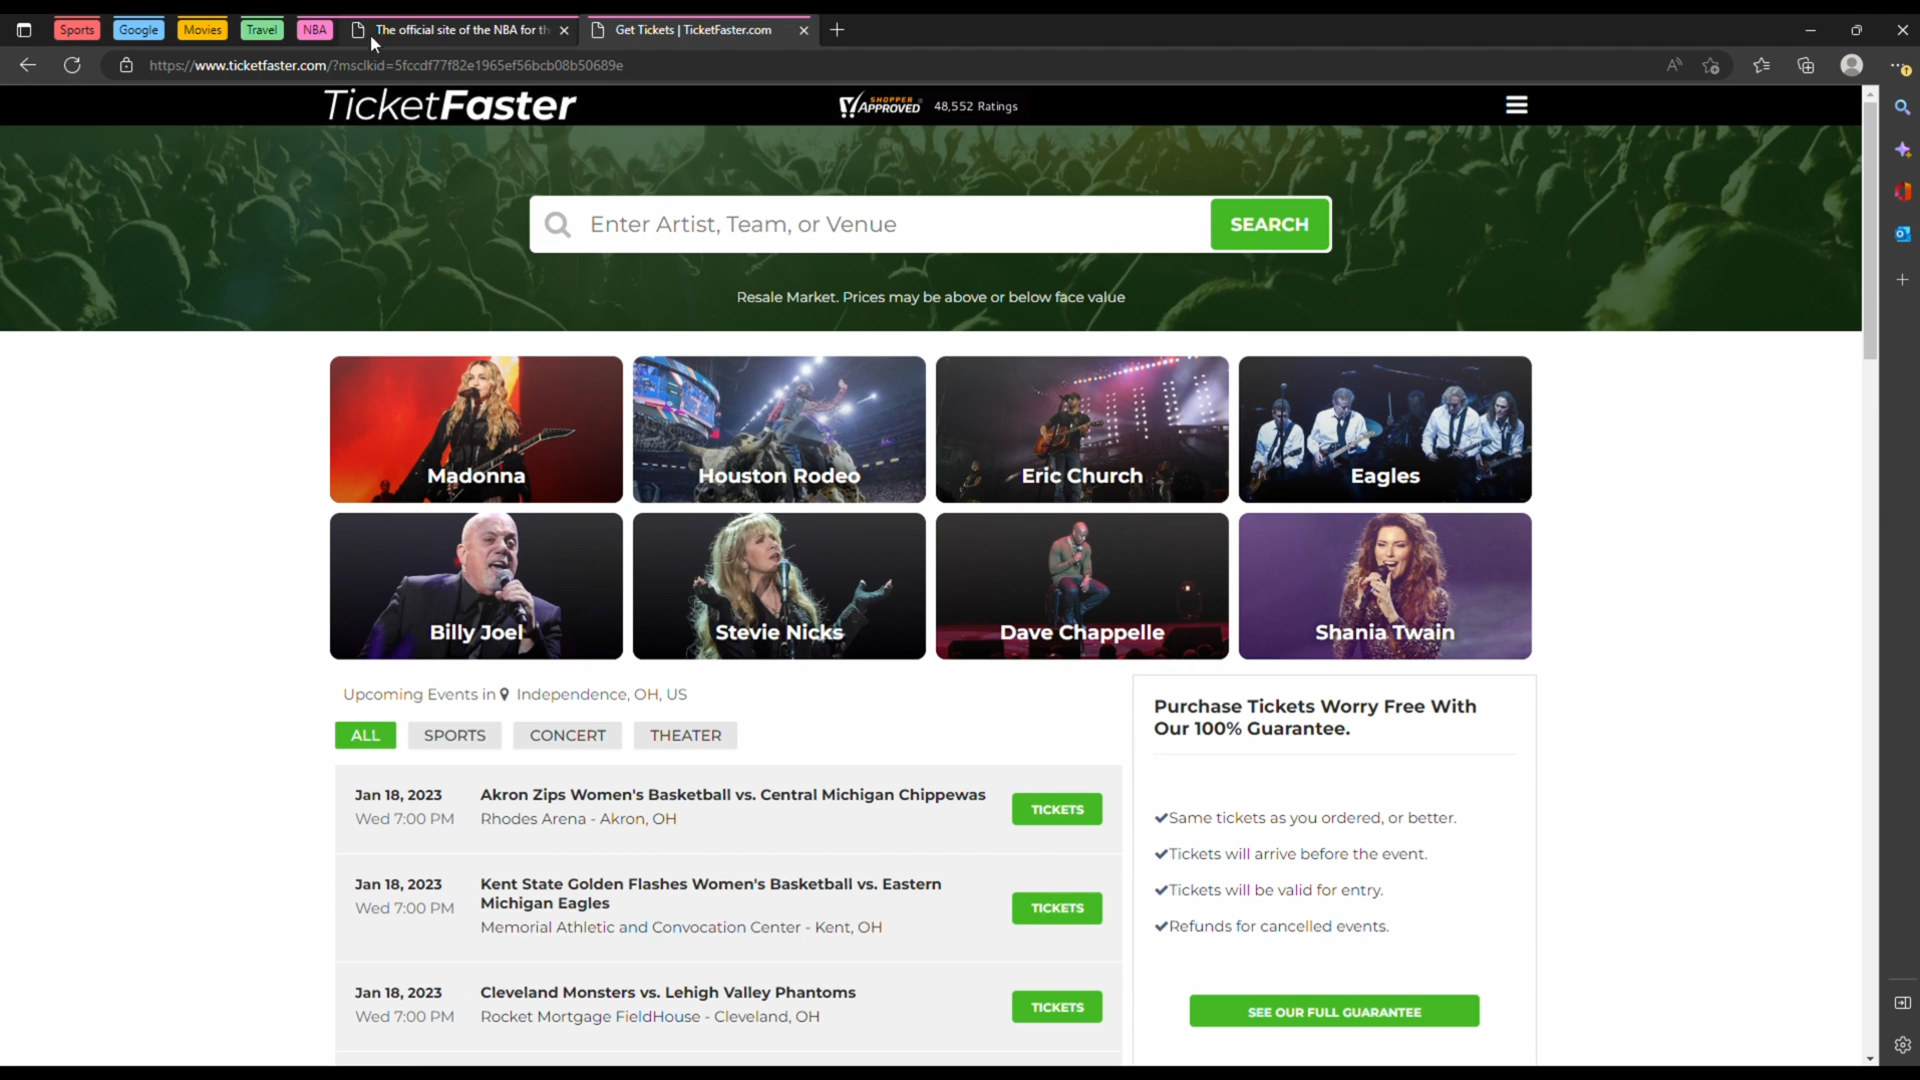 Sports Google Movies Travel NBA The official site of the NBA for th Get Tickets | TicketFaster.com
https://www.ticketfaster.com/?msclkid=5fccdf77f82e1965ef56bcb08b50689e
TicketFaster
SHOPPER APPROVED 48,552 Ratings
Enter Artist, Team, or Venue
SEARCH
Resale Market. Prices may be above or below face value
Madonna
Houston Rodeo
Eric Church
Eagles
Billy Joel
Stevie Nicks
Dave Chappelle
Shania Twain
Upcoming Events in Independence, OH, US
ALL SPORTS CONCERT THEATER
Jan 18, 2023
Wed 7:00 PM
Akron Zips Women's Basketball vs. Central Michigan Chippewas
Rhodes Arena - Akron, OH
TICKETS
Jan 18, 2023
Wed 7:00 PM
Kent State Golden Flashes Women's Basketball vs. Eastern
Michigan Eagles
Memorial Athletic and Convocation Center - Kent, OH
TICKETS
Jan 18, 2023
Wed 7:00 PM
Cleveland Monsters vs. Lehigh Valley Phantoms
Rocket Mortgage FieldHouse - Cleveland, OH
TICKETS
Purchase Tickets Worry Free With
Our 100% Guarantee.
✔Same tickets as you ordered, or better.
✔Tickets will arrive before the event.
✔Tickets will be valid for entry.
✔Refunds for cancelled events.
SEE OUR FULL GUARANTEE